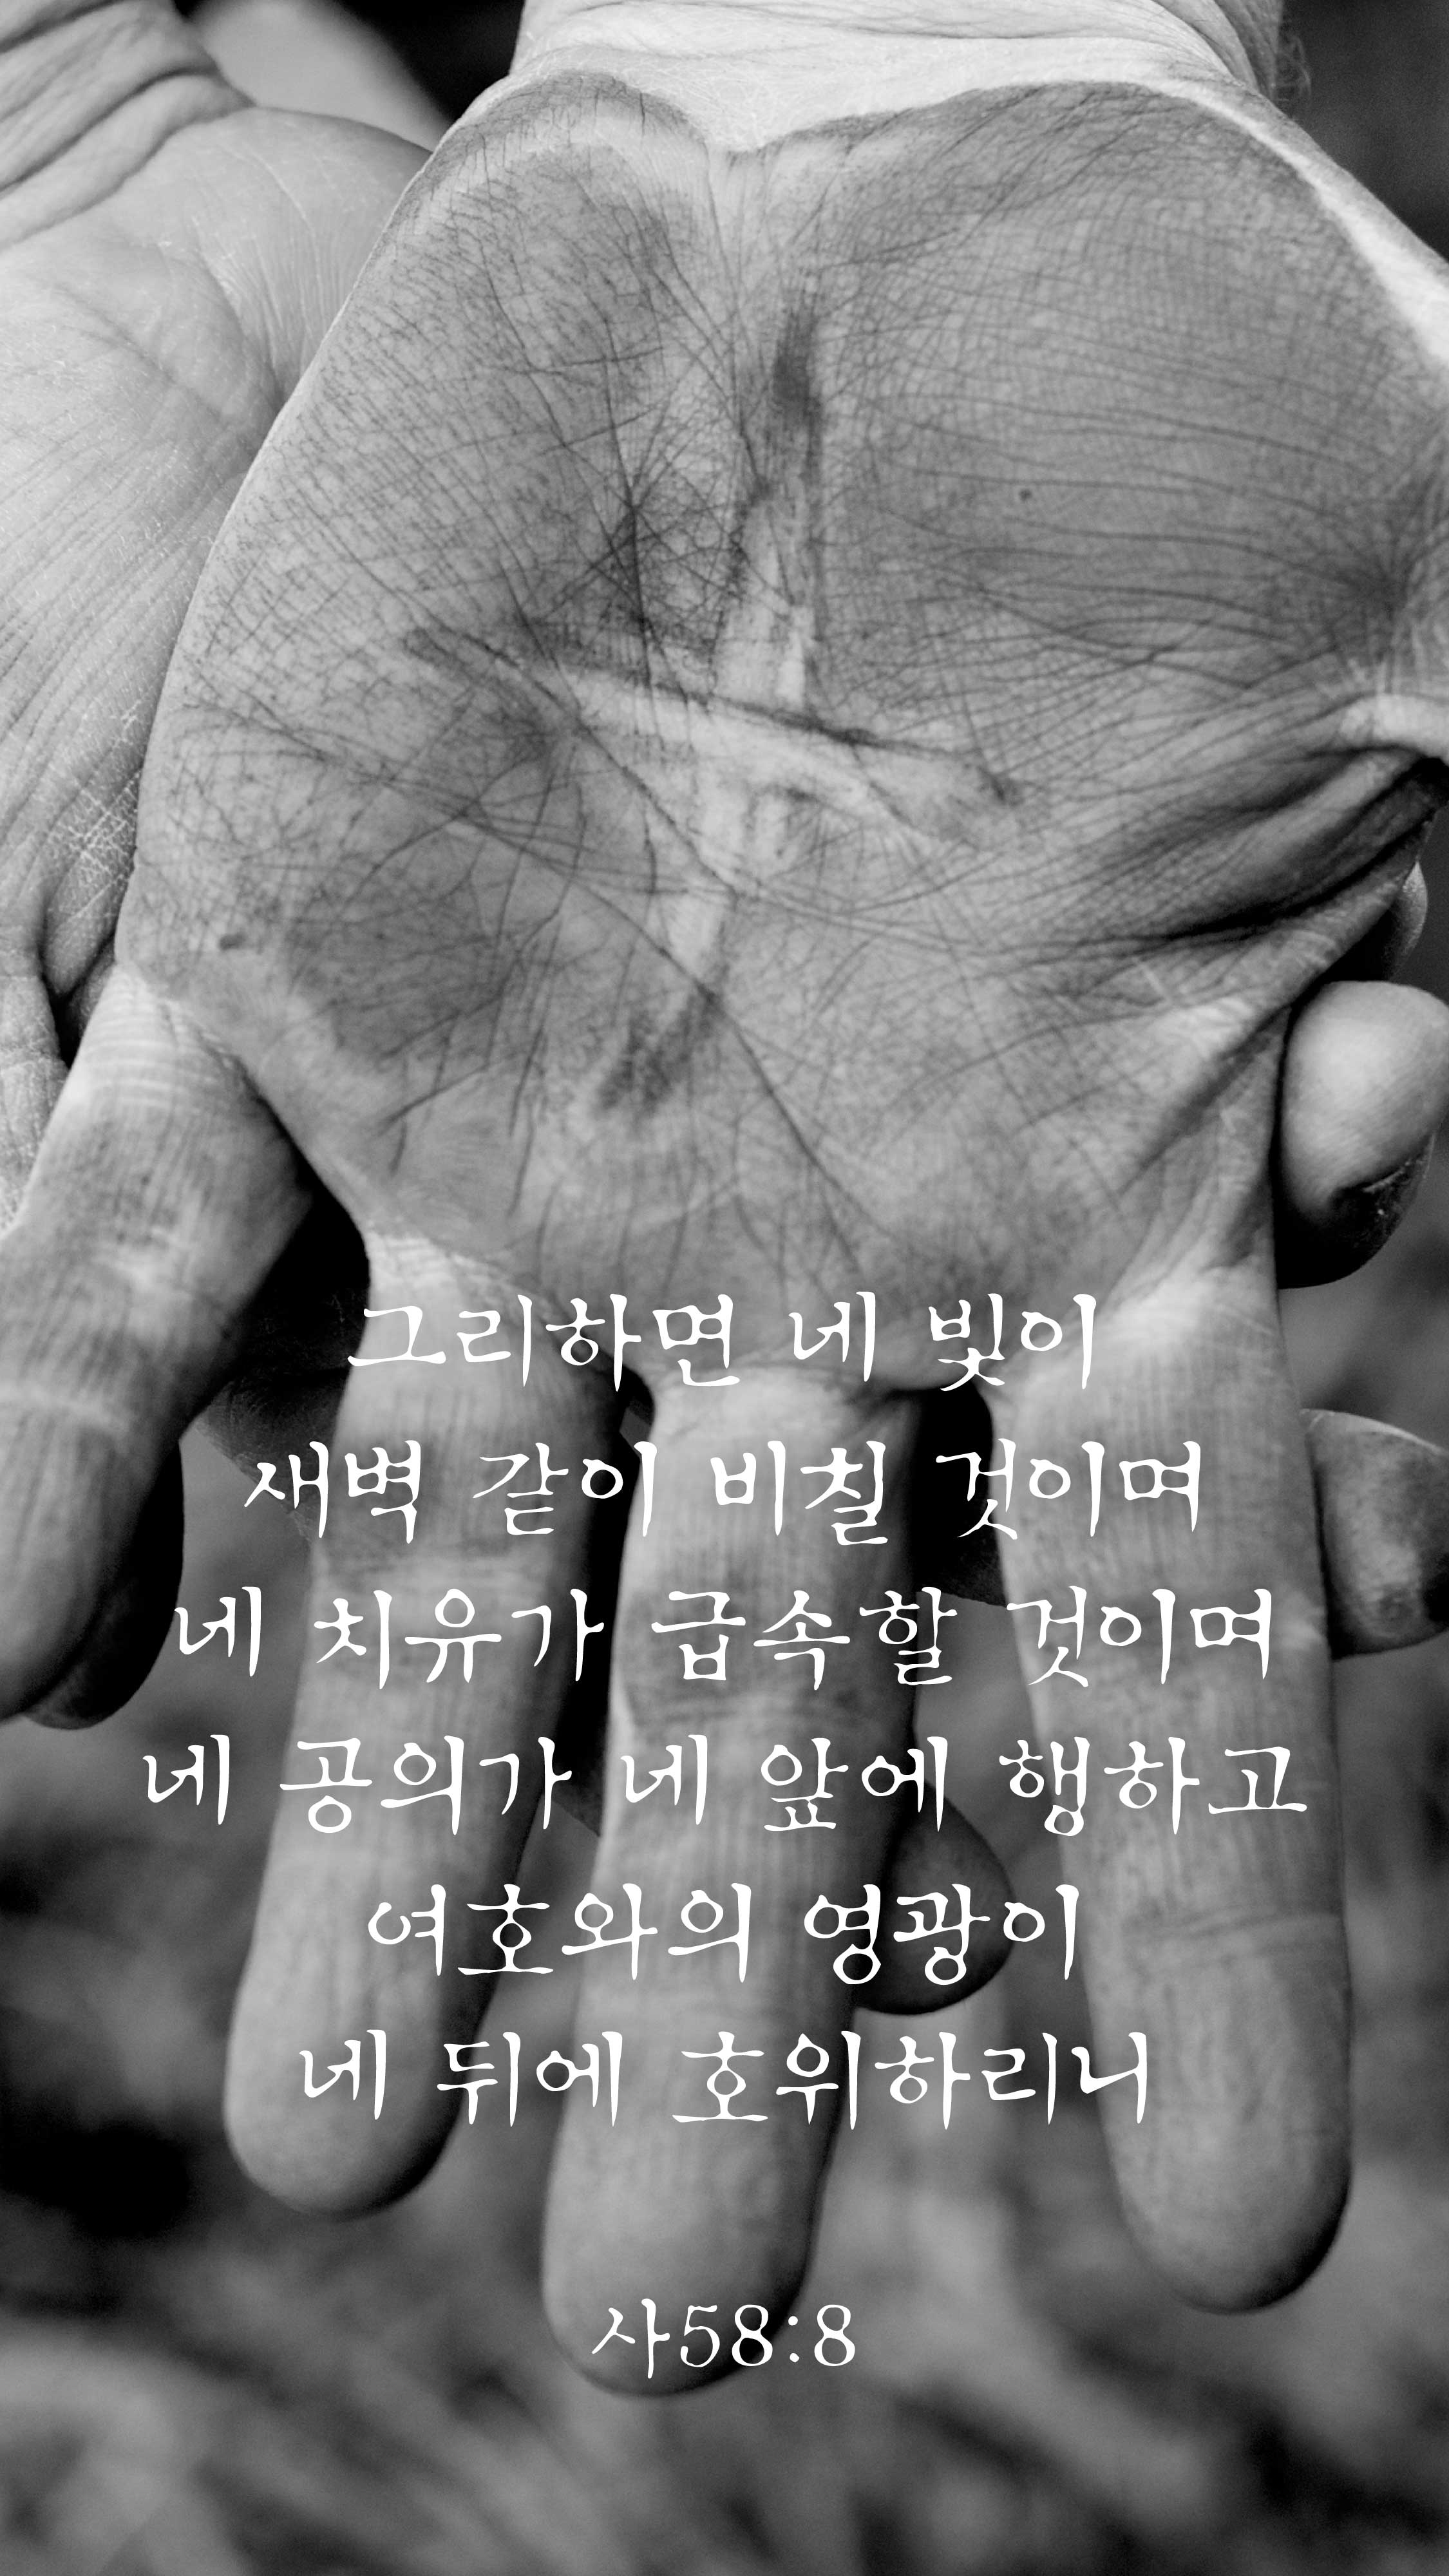 그리하면 네 빛이
새벽 같이 비칠 것이며
네 치유가 급속할 것이며
네 공의가 네 앞에 행하고
여호와의 영광이
네 뒤에 호위하리니
사58:8